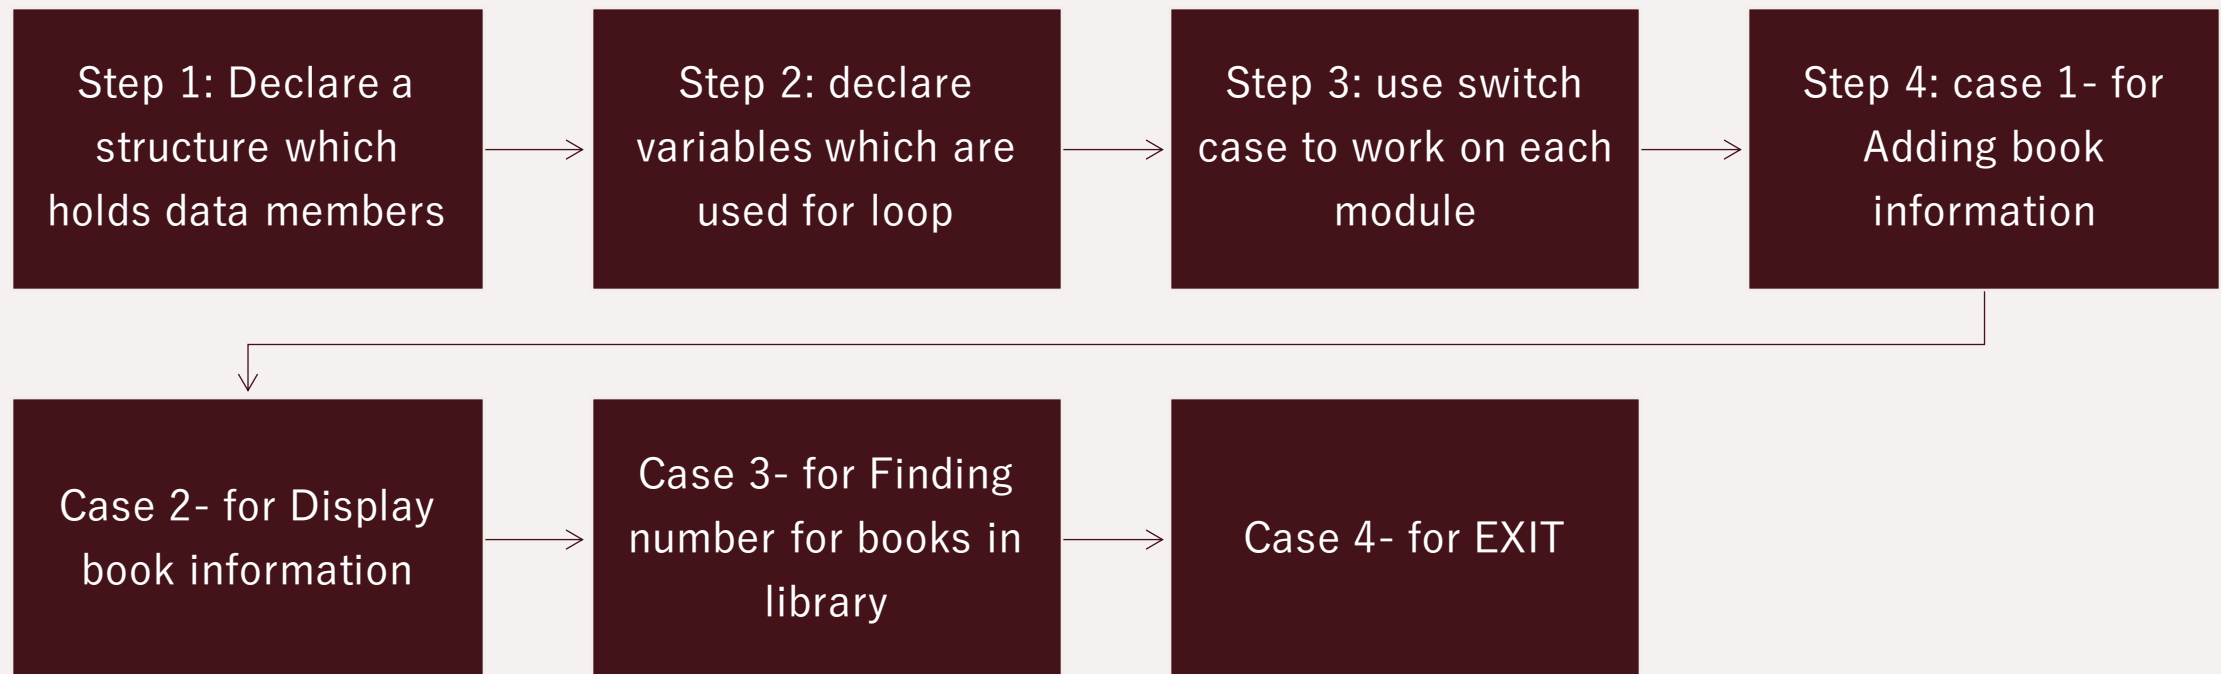 Step 1: Declare a
structure which
holds data members
Step 2: declare
variables which are
used for loop
Step 3: use switch
case to work on each
module
Step 4: case 1- for
Adding book
information
Case 2- for Display
book information
Case 3- for Finding
number for books in
library
Case 4- for EXIT